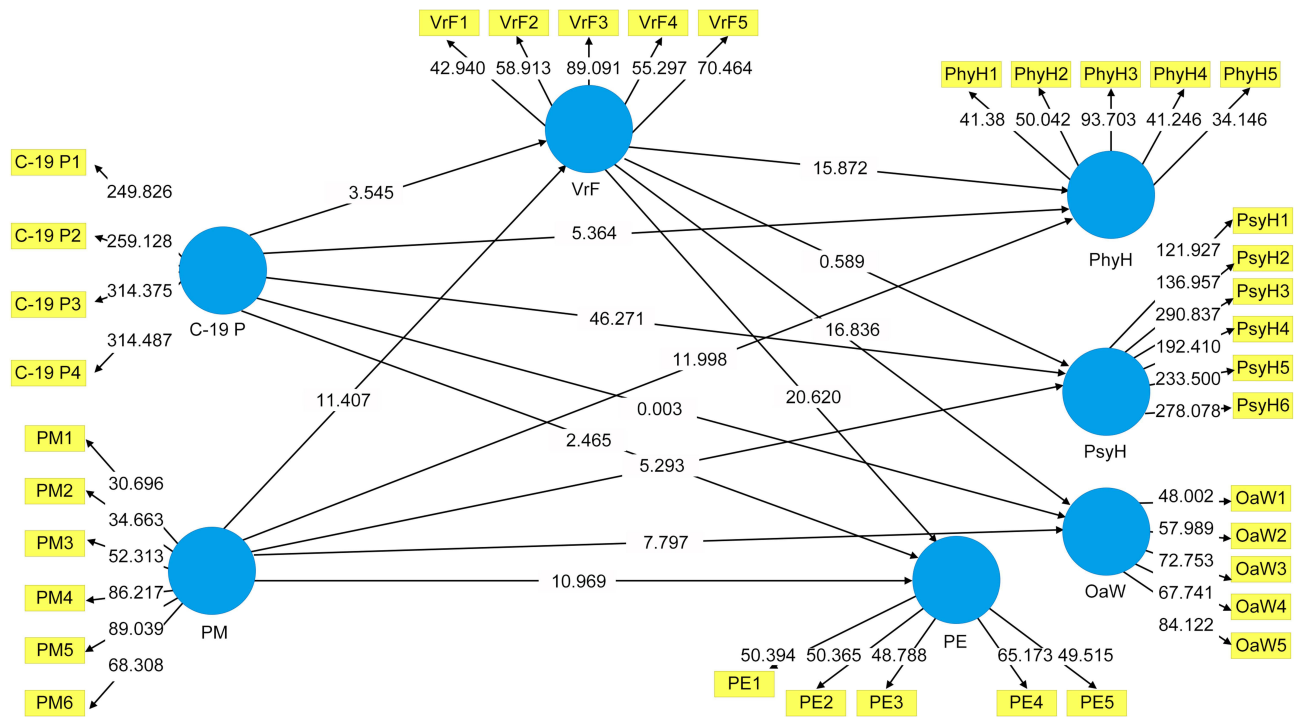 VrF1 VrF2 VrF3 VrF4 VrF5
42.940 58.913 89.091 55.297 70.464
VrF
PhyH1 PhyH2 PhyH3 PhyH4 PhyH5
41.38 50.042 93.703 41.246 34.146
PhyH
C-19 P1
249.826
C-19 P2
259.128
C-19 P3
314.375
C-19 P4
314.487
C-19 P
3.545
15.872
5.364
0.589
46.271
16.836
11.998
11.407
20.620
0.003
2.465
5.293
7.797
10.969
PsyH1
121.927
PsyH2
136.957
PsyH3
290.837
PsyH4
192.410
PsyH5
233.500
PsyH6
278.078
PsyH
PM1
30.696
PM2
34.663
PM3
52.313
PM4
86.217
PM5
89.039
PM6
68.308
PM
48.002 OaW1
57.989 OaW2
72.753 OaW3
67.741 OaW4
84.122 OaW5
OaW
PE
50.394 50.365 48.788 65.173 49.515
PE1 PE2 PE3 PE4 PE5